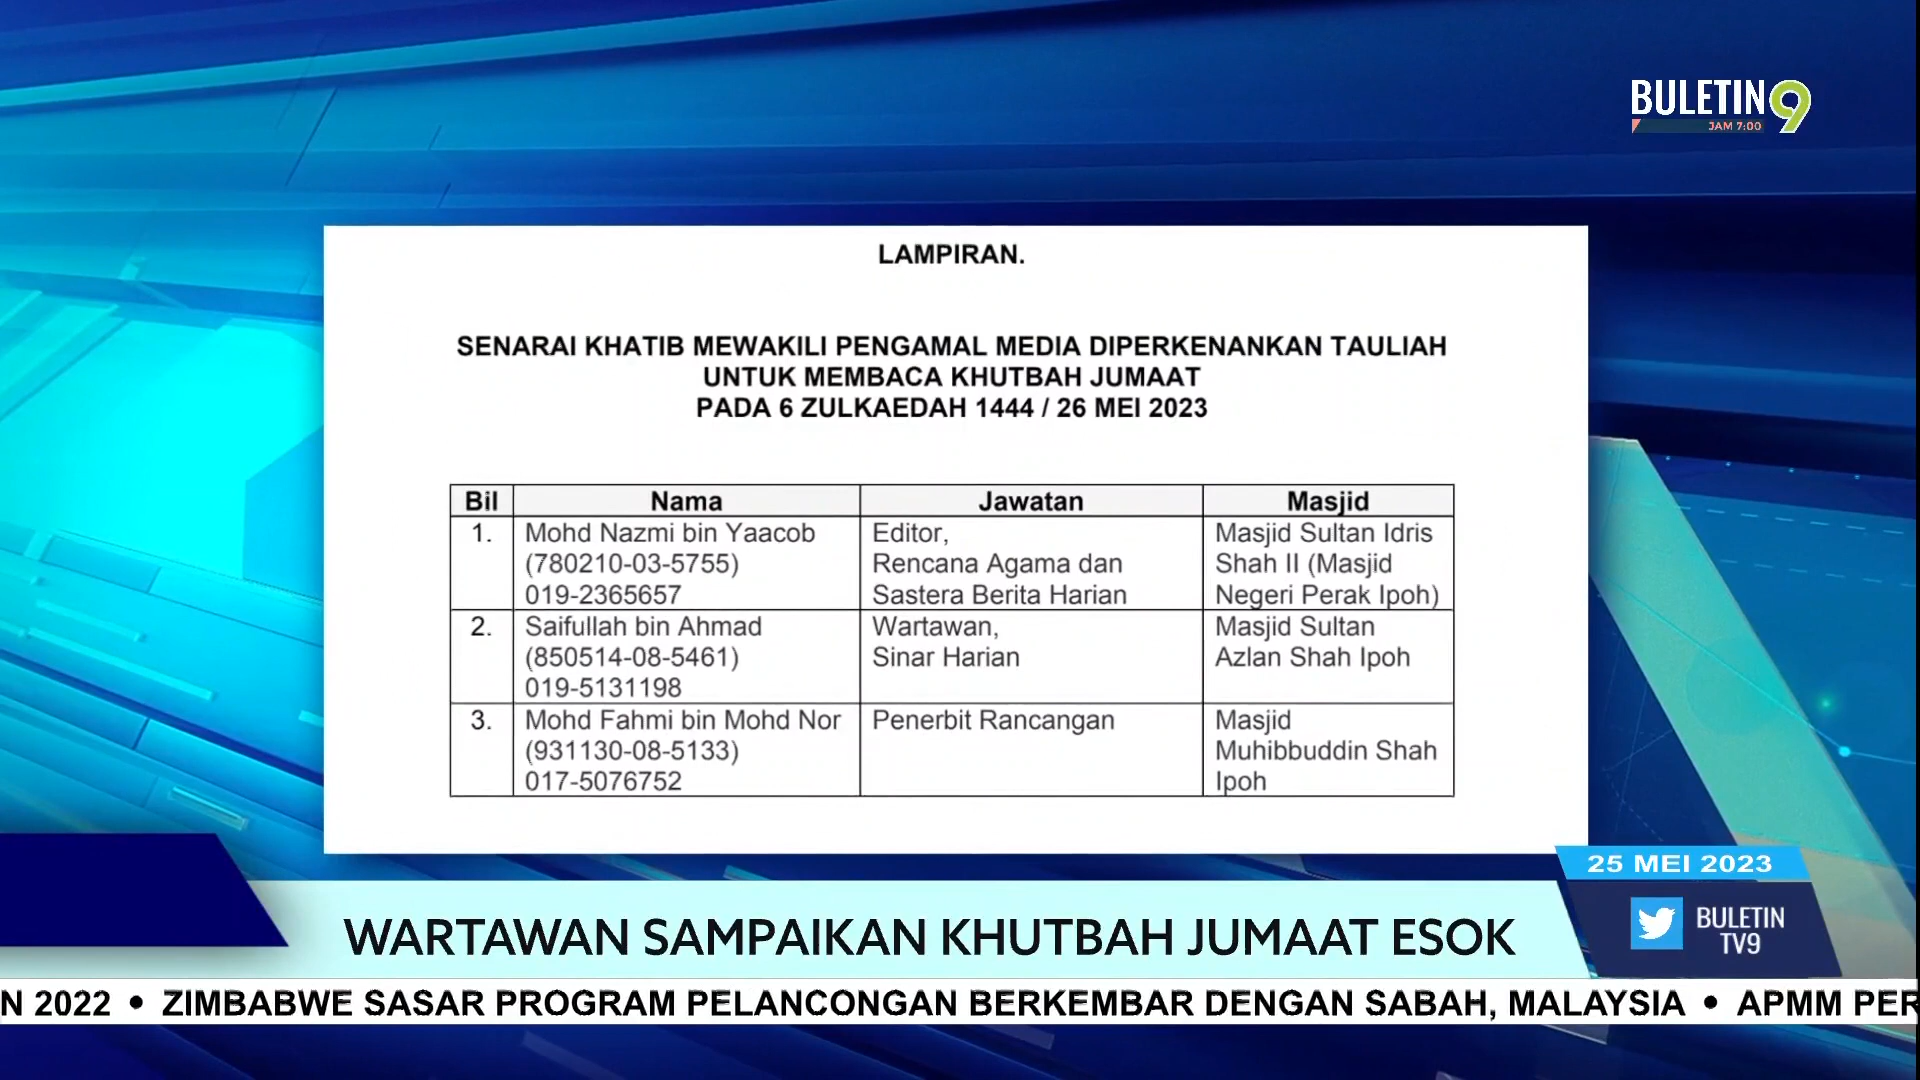 BULETIN 9
JAM 7:00
LAMPIRAN.
SENARAI KHATIB MEWAKILI PENGAMAL MEDIA DIPERKENANKAN TAULIAH
UNTUK MEMBACA KHUTBAH JUMAAT
PADA 6 ZULKAEDAH 1444 / 26 MEI 2023
Bil Nama Jawatan Masjid
1. Mohd Nazmi bin Yaacob Editor, Masjid Sultan Idris
(780210-03-5755) Rencana Agama dan Shah II (Masjid
019-2365657 Sastera Berita Harian Negeri Perak Ipoh)
2. Saifullah bin Ahmad Wartawan, Masjid Sultan
(850514-08-5461) Sinar Harian Azlan Shah Ipoh
019-5131198
3. Mohd Fahmi bin Mohd Nor Penerbit Rancangan Masjid
(931130-08-5133) Muhibbuddin Shah
017-5076752 Ipoh
25 MEI 2023
WARTAWAN SAMPAIKAN KHUTBAH JUMAAT ESOK
BULETIN
TV9
N 2022 • ZIMBABWE SASAR PROGRAM PELANCONGAN BERKEMBAR DENGAN SABAH, MALAYSIA • APMM PER